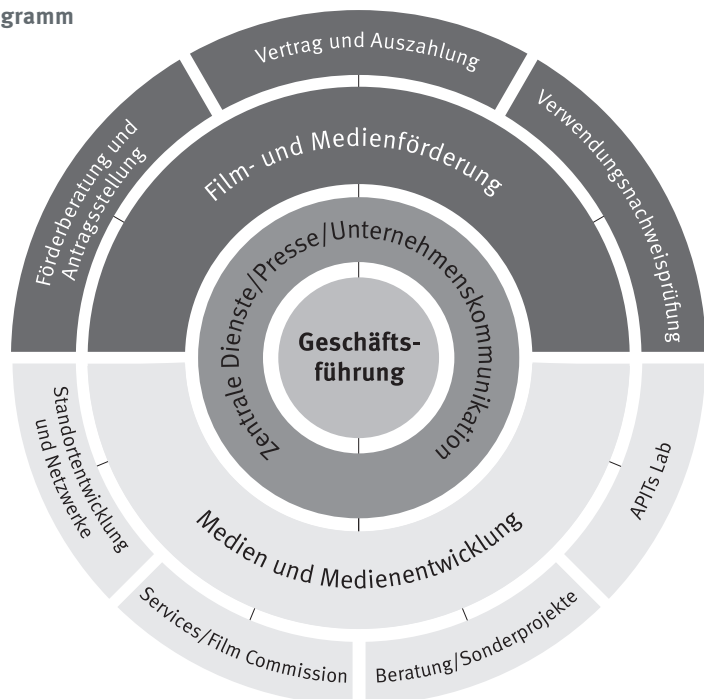 gramm
Vertrag und Auszahlung
Förderberatung und
Antragsstellung
Verwendungsnachweisprüfung
Film- und Medienförderung
Zentrale Dienste/Presse/Unternehmenskommunikation
Geschäfts-
führung
Medien und Medienentwicklung
Standortentwicklung
und Netzwerke
Services/Film Commission
Beratung/Sonderprojekte
APITs Lab